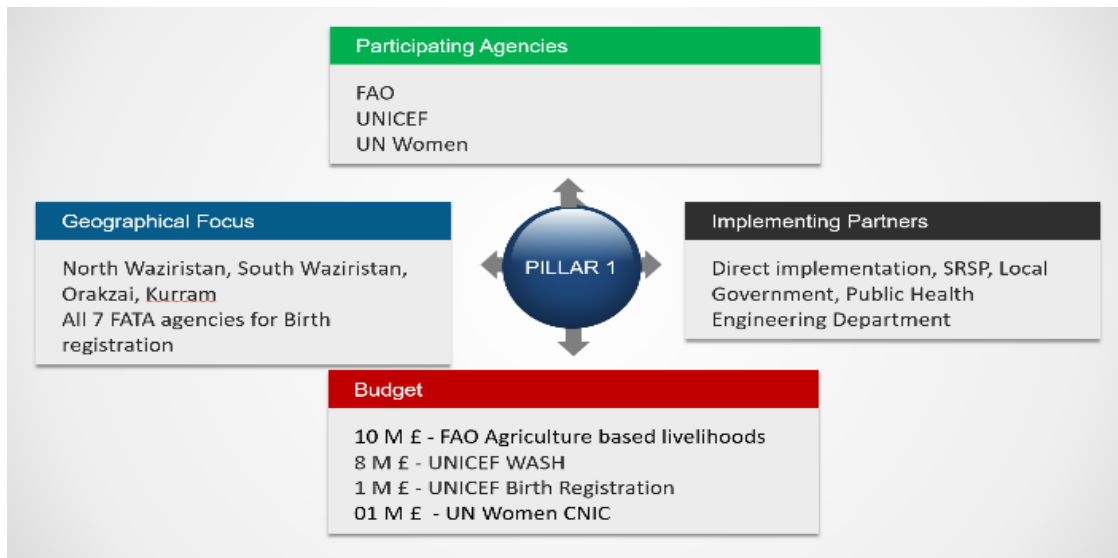 Participating Agencies
FAO
UNICEF
UN Women
Geographical Focus
North Waziristan, South Waziristan,
Orakzai, Kurram
All 7 FATA agencies for Birth
registration
PILLAR 1
Implementing Partners
Direct implementation, SRSP, Local
Government, Public Health
Engineering Department
Budget
10 M £ - FAO Agriculture based livelihoods
8 M £ - UNICEF WASH
1 M £ - UNICEF Birth Registration
01 M £ - UN Women CNIC